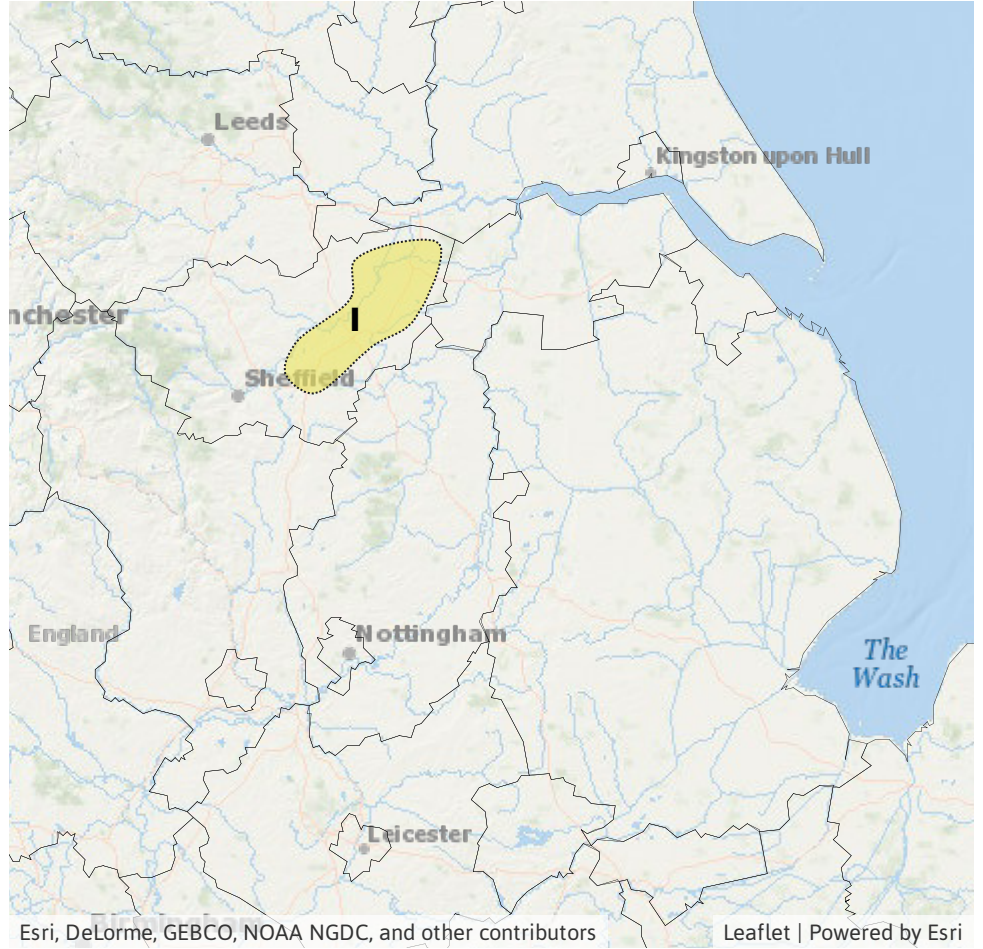 Leeds
Kingston upon Hull
nchester
I
Sheffield
England
Nottingham
The
Wash
Leicester
Birmingham
Esri, DeLorme, GEBCO, NOAA NGDC, and other contributors
Leaflet | Powered by Esri